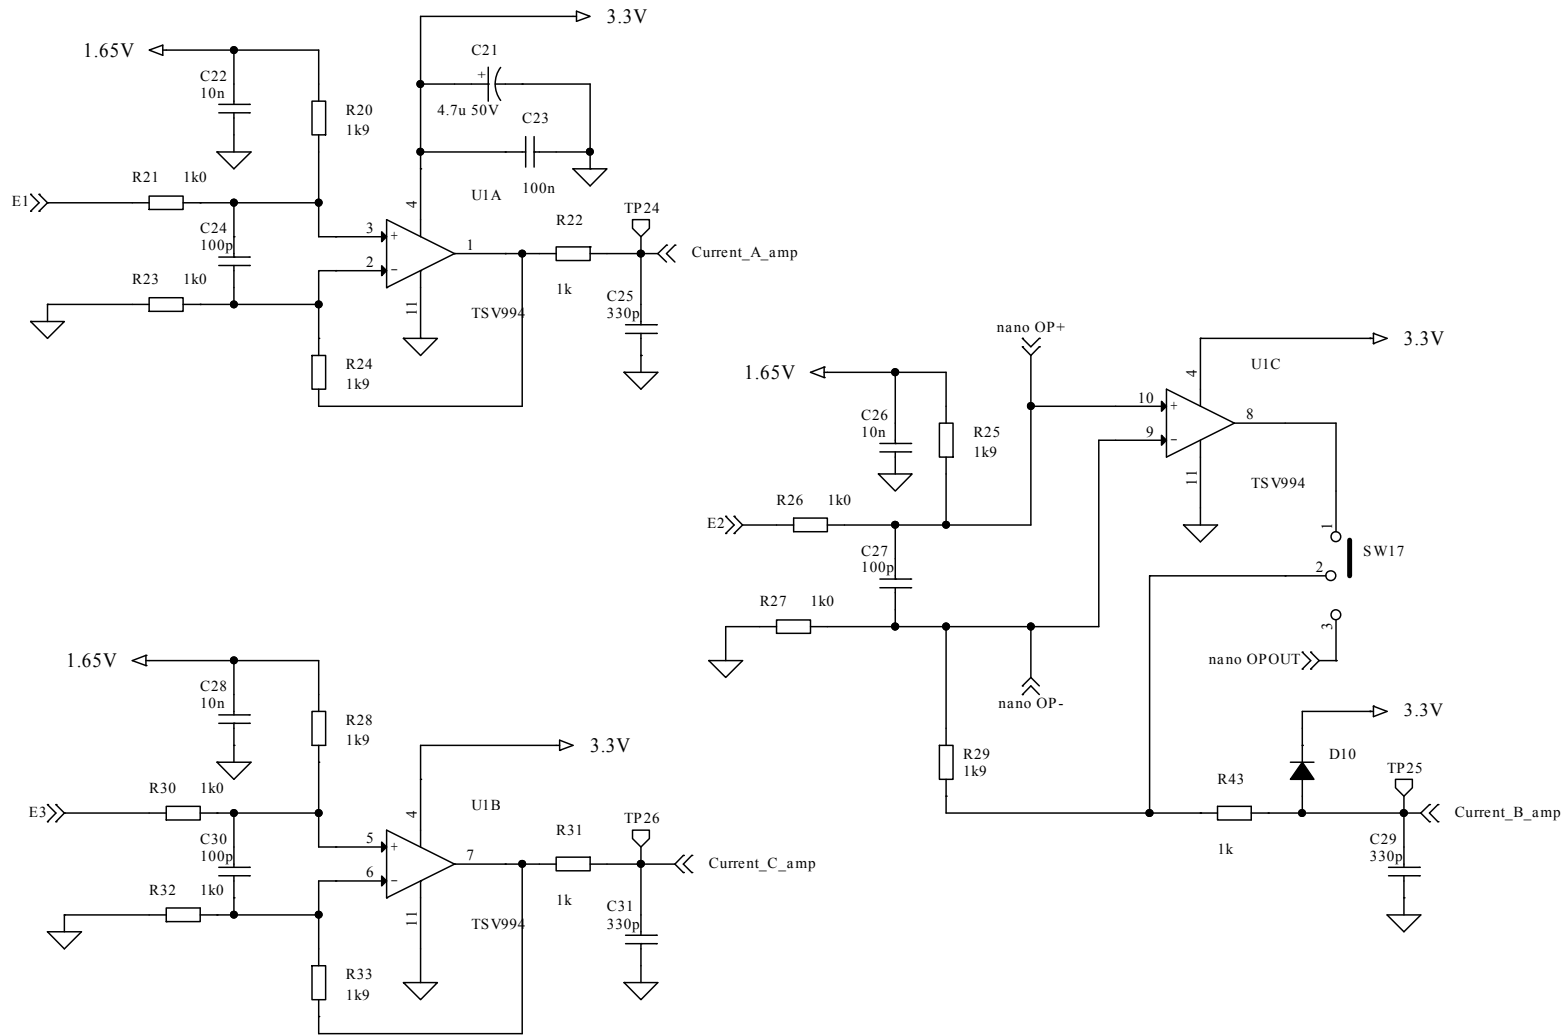 3.3V
1.65V
C22
10n
R20
1k9
C21
+
4.7u 50V
C23
100n
R21 1k0
E1
C24
100p
R23 1k0
R24
1k9
U1A
4
3
+
2
−
1
11
TSV994
R22
1k
TP24
Current_A_amp
C25
330p
nano OP+
3.3V
U1C
1.65V
C26
10n
R25
1k9
4
10
+
9
−
8
11
TSV994
R26 1k0
E2
C27
100p
R27 1k0
1
SW17
2
3
nano OPOUT
nano OP-
R29
1k9
3.3V
D10
R43
1k
TP25
Current_B_amp
C29
330p
1.65V
C28
10n
R28
1k9
3.3V
R30 1k0
E3
C30
100p
R32 1k0
R33
1k9
U1B
4
5
+
6
−
7
11
TSV994
R31
1k
TP26
Current_C_amp
C31
330p